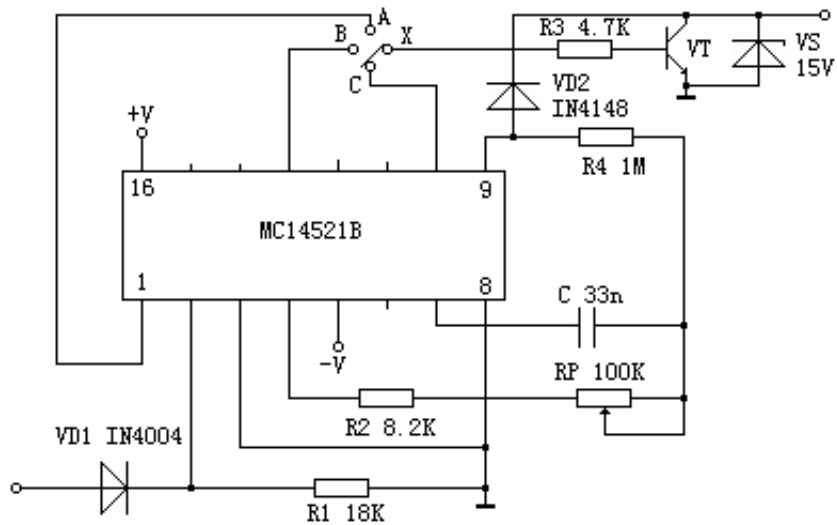 A
B
X
C
R3 4.7K
VT
VS
15V
VD2
IN4148
+V
R4 1M
16
9
MC14521B
1
8
C 33n
-V
RP 100K
R2 8.2K
VD1 IN4004
R1 18K